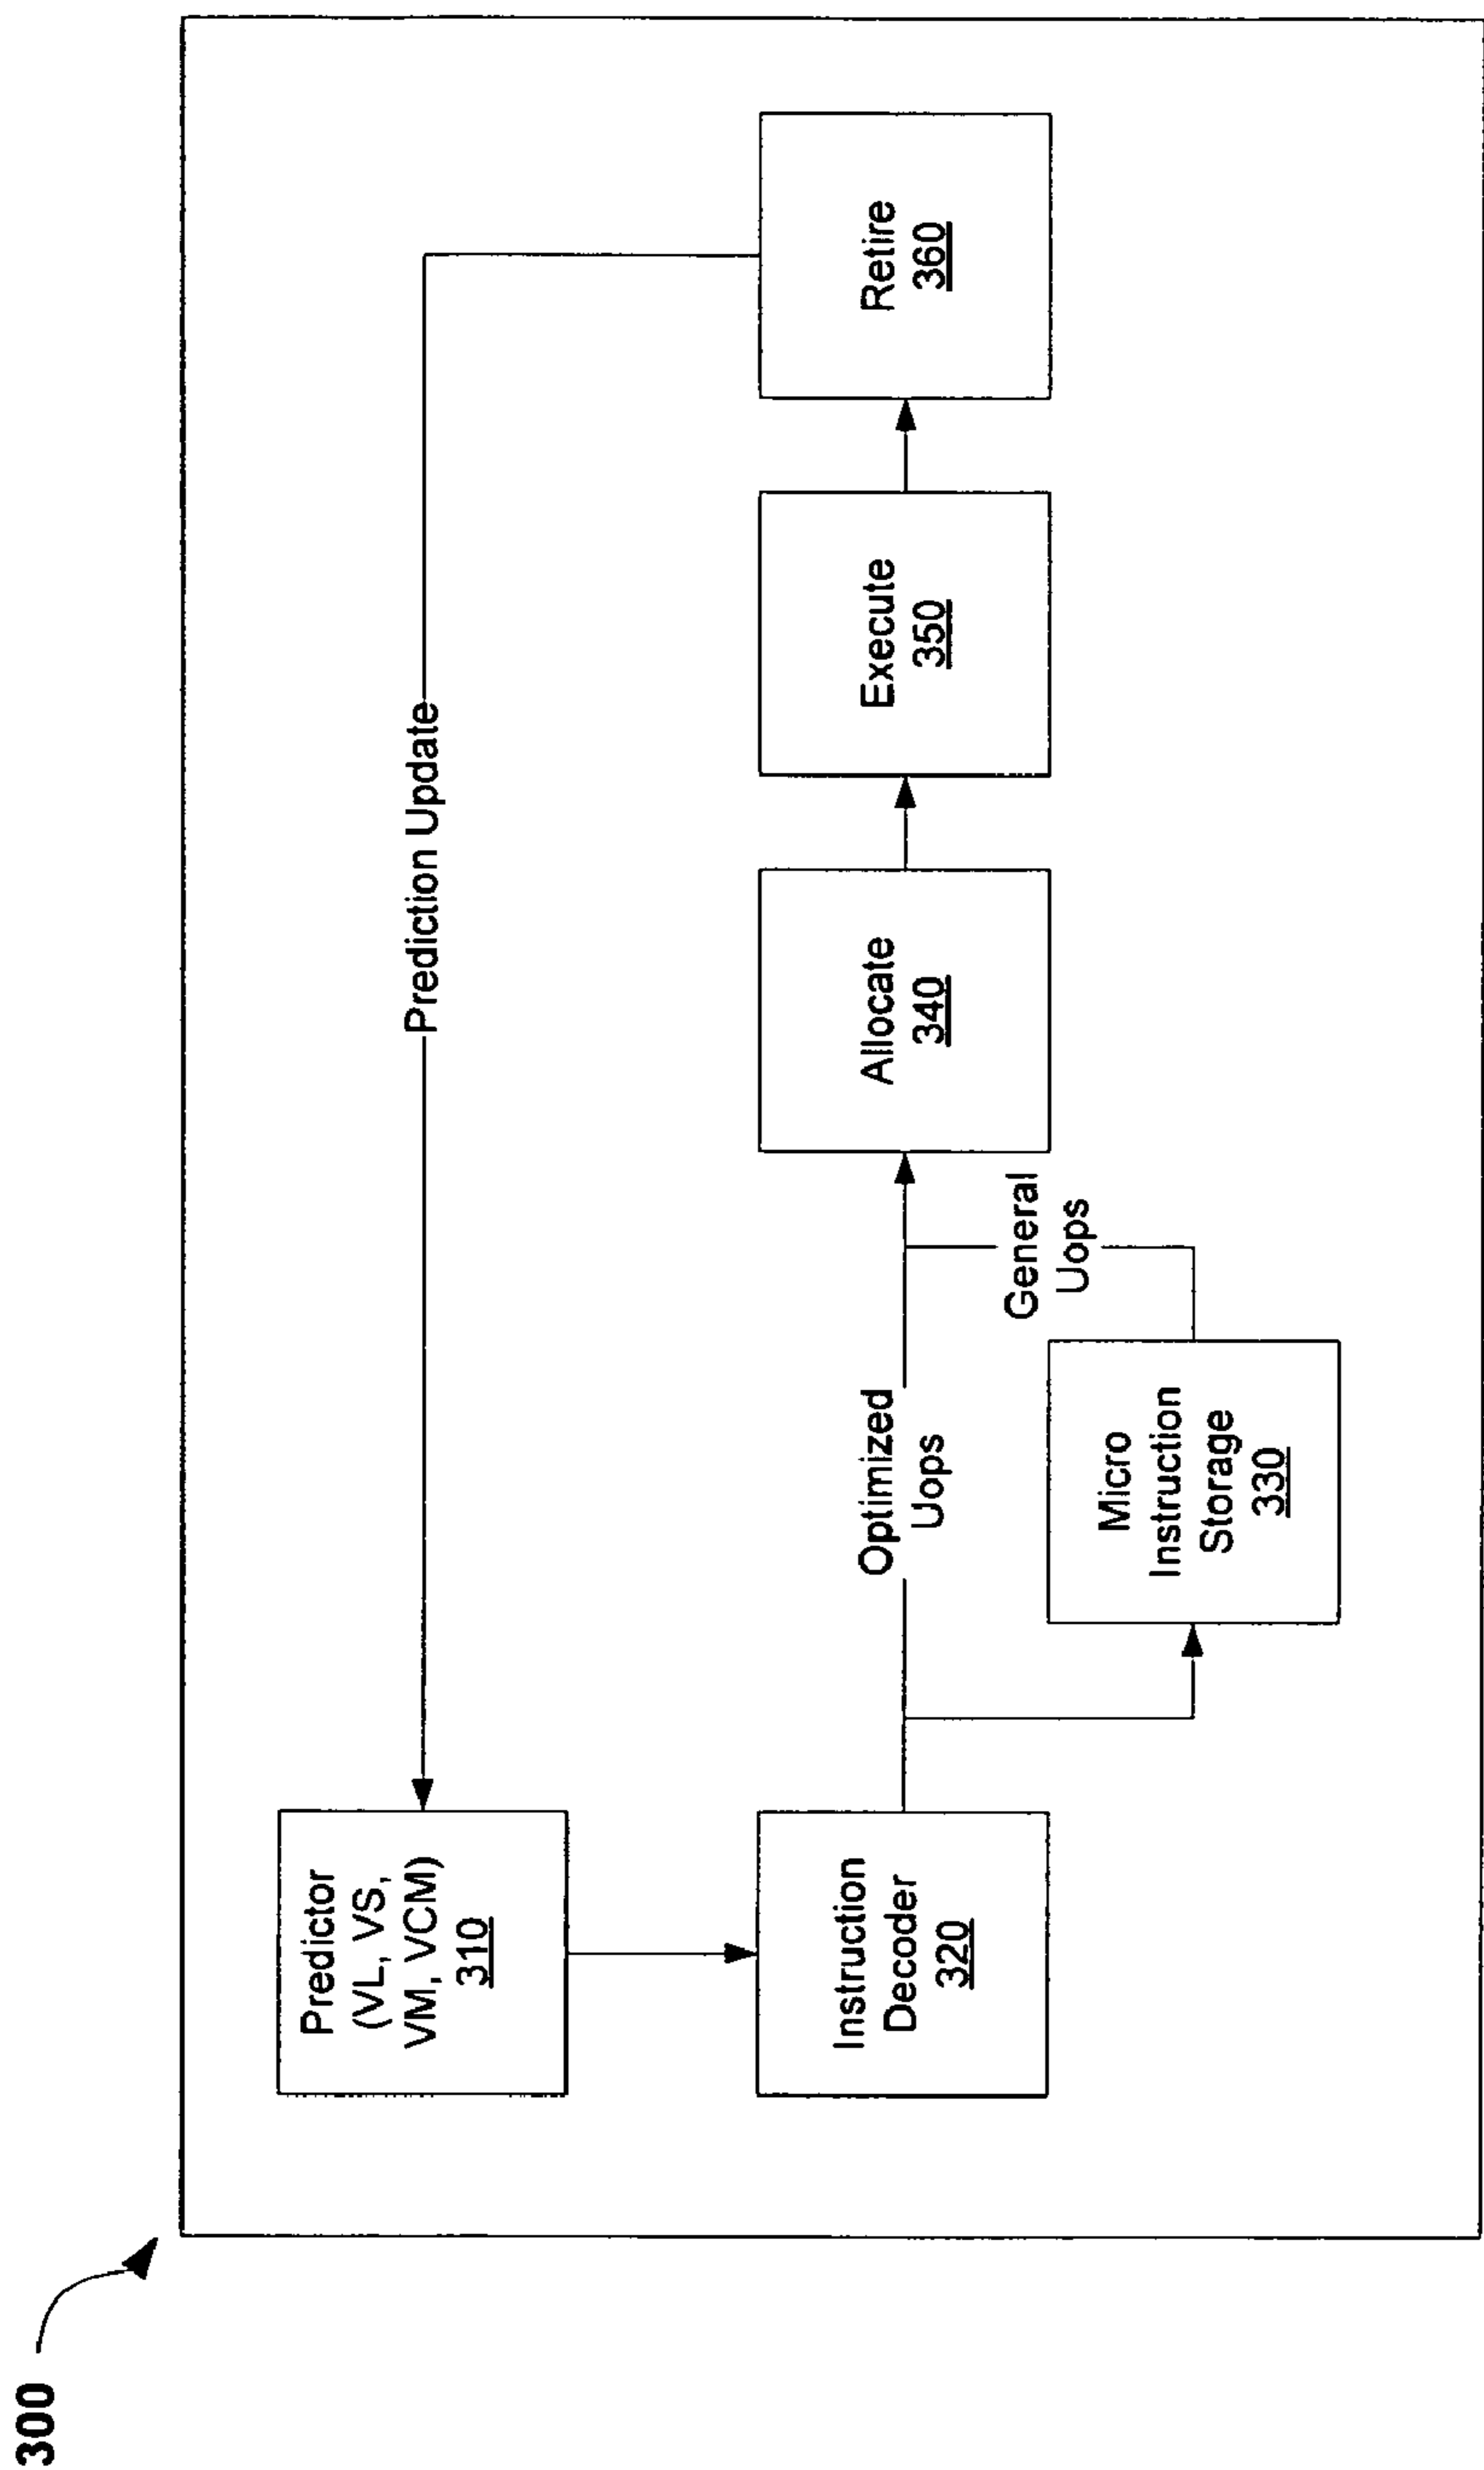 300
Prediction Update
Predictor
(VL, VS,
VM, VCM)
310
Instruction
Decoder
320
Optimized
Uops
General
Uops
Micro
Instruction
Storage
330
Allocate
340
Execute
350
Retire
360